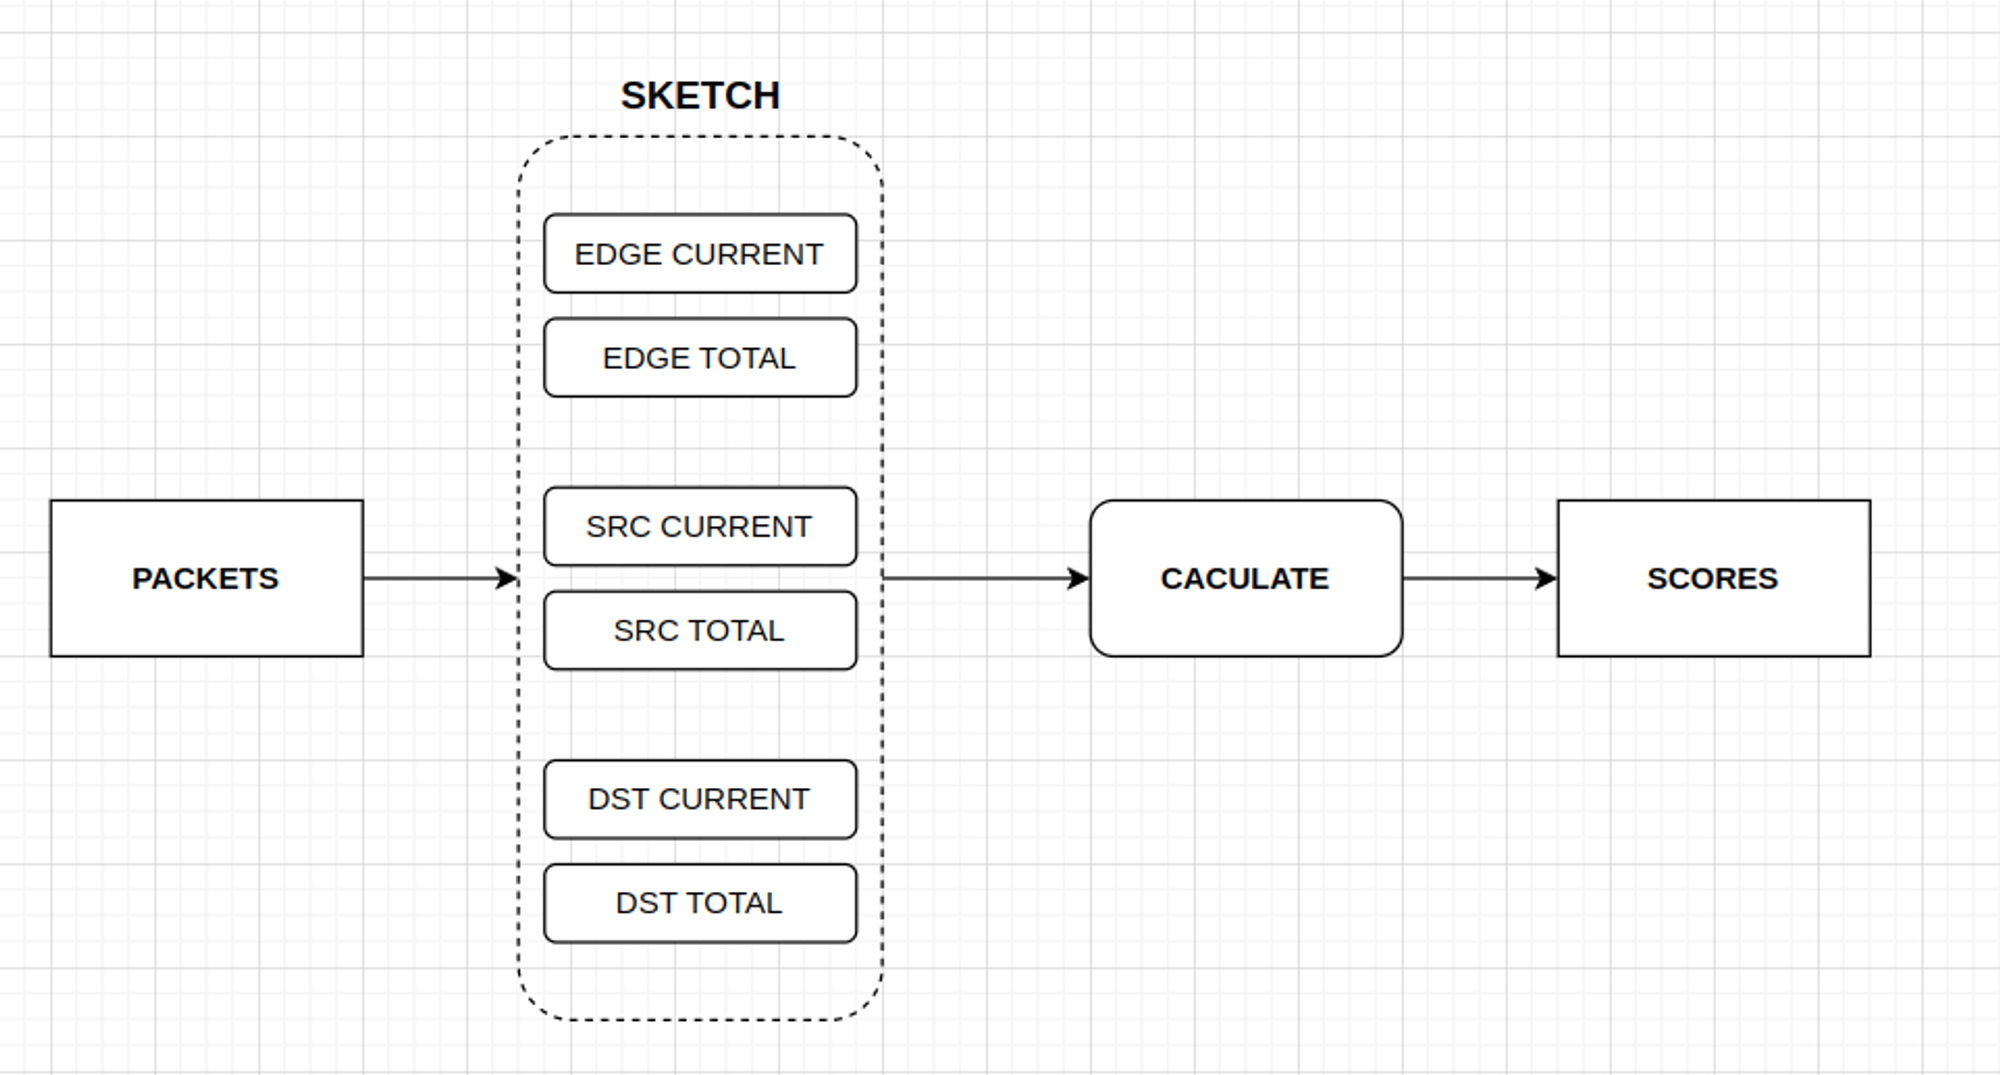 SKETCH
EDGE CURRENT
EDGE TOTAL
SRC CURRENT
PACKETS
CACULATE
SCORES
SRC TOTAL
DST CURRENT
DST TOTAL